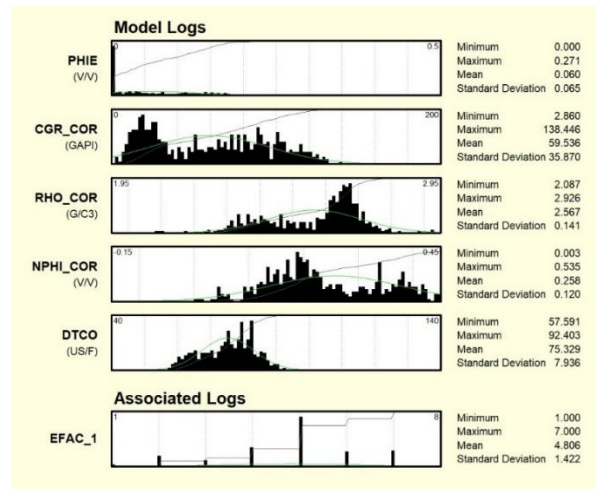 Model Logs
PHIE
(V/V)
0 0.5
Minimum 0.000
Maximum 0.271
Mean 0.060
Standard Deviation 0.065
CGR_COR
(GAPI)
0 200
Minimum 2.860
Maximum 138.446
Mean 59.536
Standard Deviation 35.870
RHO_COR
(G/C3)
1.95 2.95
Minimum 2.087
Maximum 2.926
Mean 2.567
Standard Deviation 0.141
NPHI_COR
(V/V)
-0.15 0.45
Minimum 0.003
Maximum 0.535
Mean 0.258
Standard Deviation 0.120
DTCO
(US/F)
40 140
Minimum 57.591
Maximum 92.403
Mean 75.329
Standard Deviation 7.936
Associated Logs
EFAC_1
1 8
Minimum 1.000
Maximum 7.000
Mean 4.806
Standard Deviation 1.422